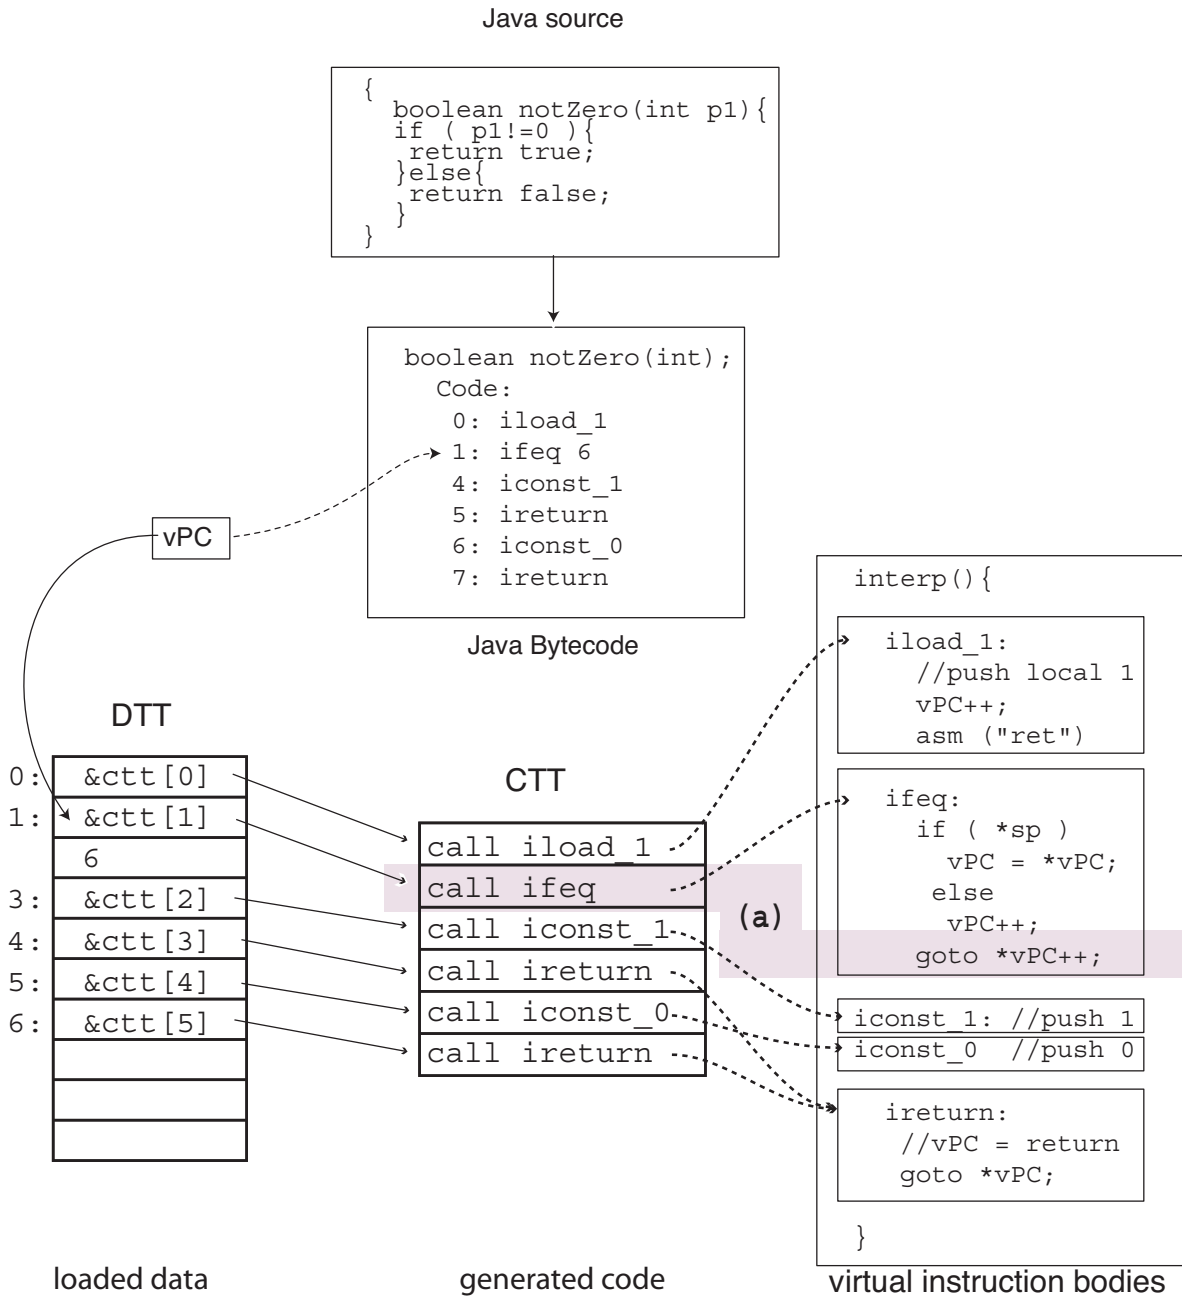 Java source
{
boolean notZero(int p1){
if ( p1!=0 ){
return true;
}else{
return false;
}
}
boolean notZero(int);
Code:
0: iload_1
1: ifeq 6
4: iconst_1
5: ireturn
6: iconst_0
7: ireturn
Java Bytecode
vPC
DTT
0: &ctt[0]
1: &ctt[1]
6
3: &ctt[2]
4: &ctt[3]
5: &ctt[4]
6: &ctt[5]
loaded data
CTT
call iload_1
call ifeq
call iconst_1
call ireturn
call iconst_0
call ireturn
generated code
(a)
interp(){
iload_1:
//push local 1
vPC++;
asm ("ret")
ifeq:
if ( *sp )
vPC = *vPC;
else
vPC++;
goto *vPC++;
iconst_1: //push 1
iconst_0 //push 0
ireturn:
//vPC = return
goto *vPC;
}
virtual instruction bodies